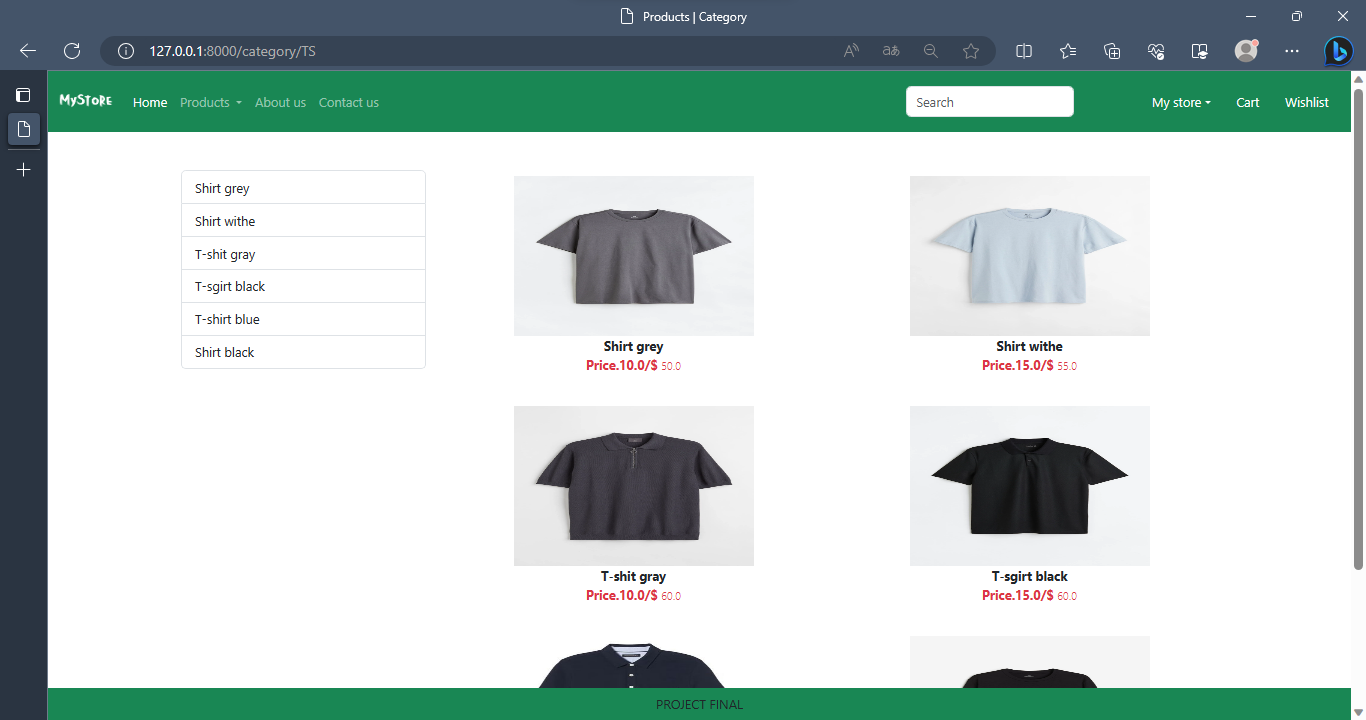 Products | Category
127.0.0.1:8000/category/TS
MYSTORE Home Products About us Contact us Search My store Cart Wishlist
Shirt grey
Shirt withe
T-shit gray
T-sgirt black
T-shirt blue
Shirt black
Shirt grey
Price.10.0/$ 50.0
Shirt withe
Price.15.0/$ 55.0
T-shit gray
Price.10.0/$ 60.0
T-sgirt black
Price.15.0/$ 60.0
PROJECT FINAL